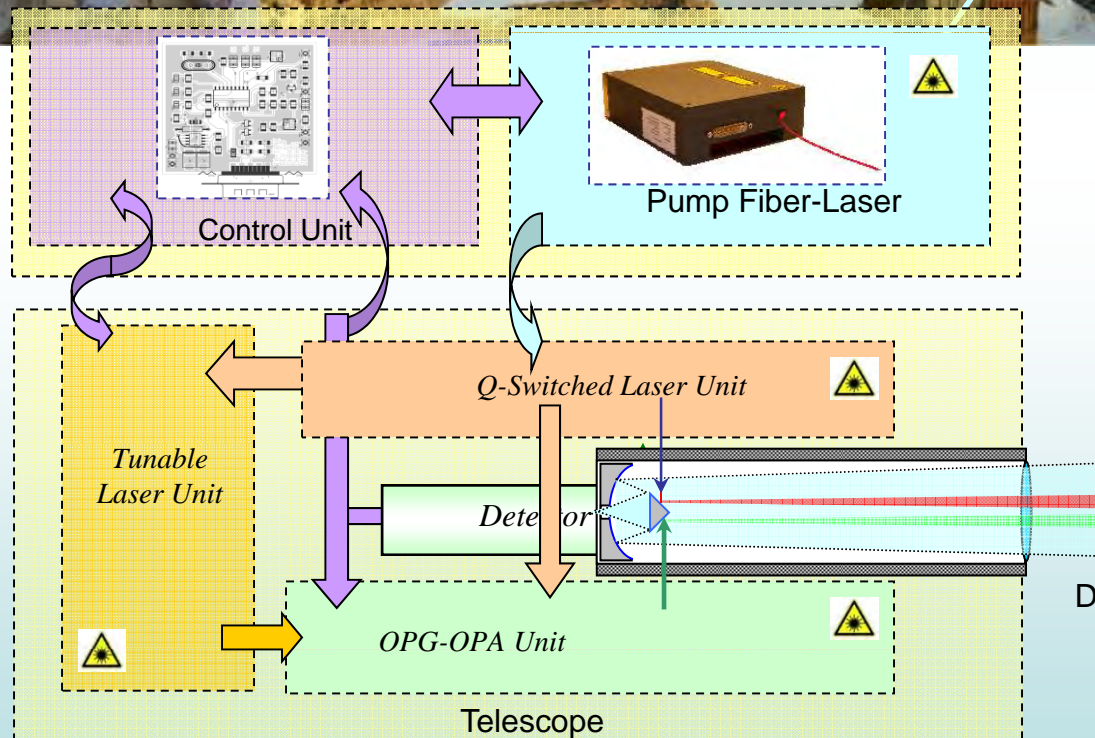 Control Unit
Pump Fiber-Laser
Q-Switched Laser Unit
Tunable
Laser Unit
OPG-OPA Unit
Telescope
D